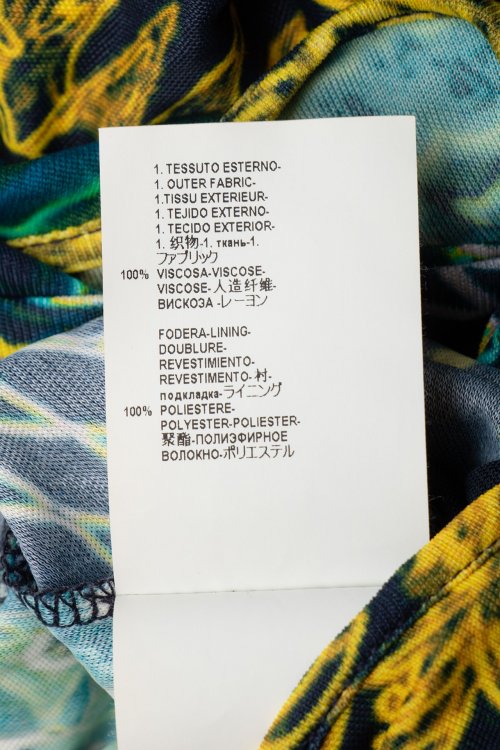 1. TESSUTO ESTERNO-
1. OUTER FABRIC-
1.TISSU EXTERIEUR-
1. TEJIDO EXTERNO-
1. TECIDO EXTERIOR-
1. 织物-1. ткань-1.
ファブリック
100% VISCOSA-VISCOSE-
VISCOSE-人造纤维-
ВИСКОЗА-レーヨン
FODERA-LINING-
DOUBLURE-
REVESTIMIENTO-
REVESTIMENTO-衬-
подкладка-ライニング
100% POLIESTERE-
POLYESTER-POLIESTER-
聚酯-ПОЛИЭФИРНОЕ
ВОЛОКНО-ポリエステル